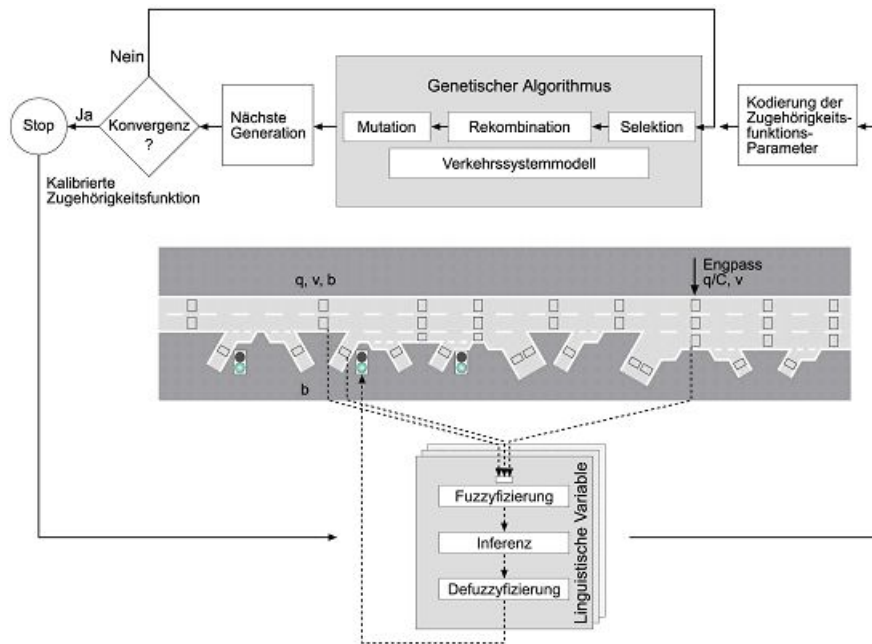 Nein
Genetischer Algorithmus
Stop
Ja
Konvergenz
?
Nächste
Generation
Mutation
Rekombination
Selektion
Verkehrssystemmodell
Kodierung der
Zugehörigkeits-
funktions-
Parameter
Kalibrierte
Zugehörigkeitsfunktion
q, v, b
Engpass
q/C, v
b
Fuzzyfizierung
Inferenz
Defuzzyfizierung
Linguistische Variable